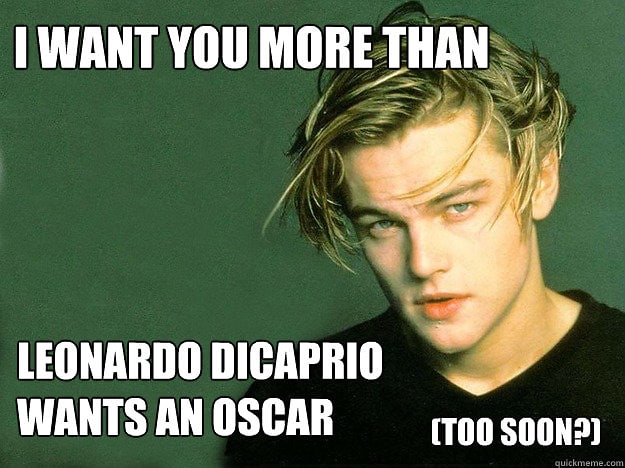 I WANT YOU MORE THAN
LEONARDO DICAPRIO
WANTS AN OSCAR
(TOO SOON?)
quickmeme.com